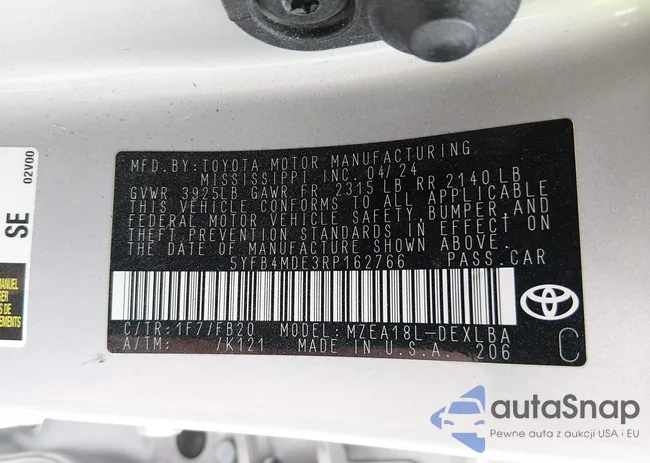 MFD.BY:TOYOTA MOTOR MANUFACTURING
MISSISSIPPI INC.04/24
GVWR 3925LB GAWR FR 2315 LB RR 2140 LB
THIS VEHICLE CONFORMS TO ALL APPLICABLE
FEDERAL MOTOR VEHICLE SAFETY, BUMPER, AND
THEFT PREVENTION STANDARDS IN EFFECT ON
THE DATE OF MANUFACTURE SHOWN ABOVE.
5YFB4MDE3RP162766 PASS.CAR
C/TR:1F7/FB20 MODEL:MZEA18L-DEXLBA
A/TM: /K121 MADE IN U.S.A. 206
C
02V00
SE
MANUEL
autaSnap
Pewne auta z aukcji USA i EU